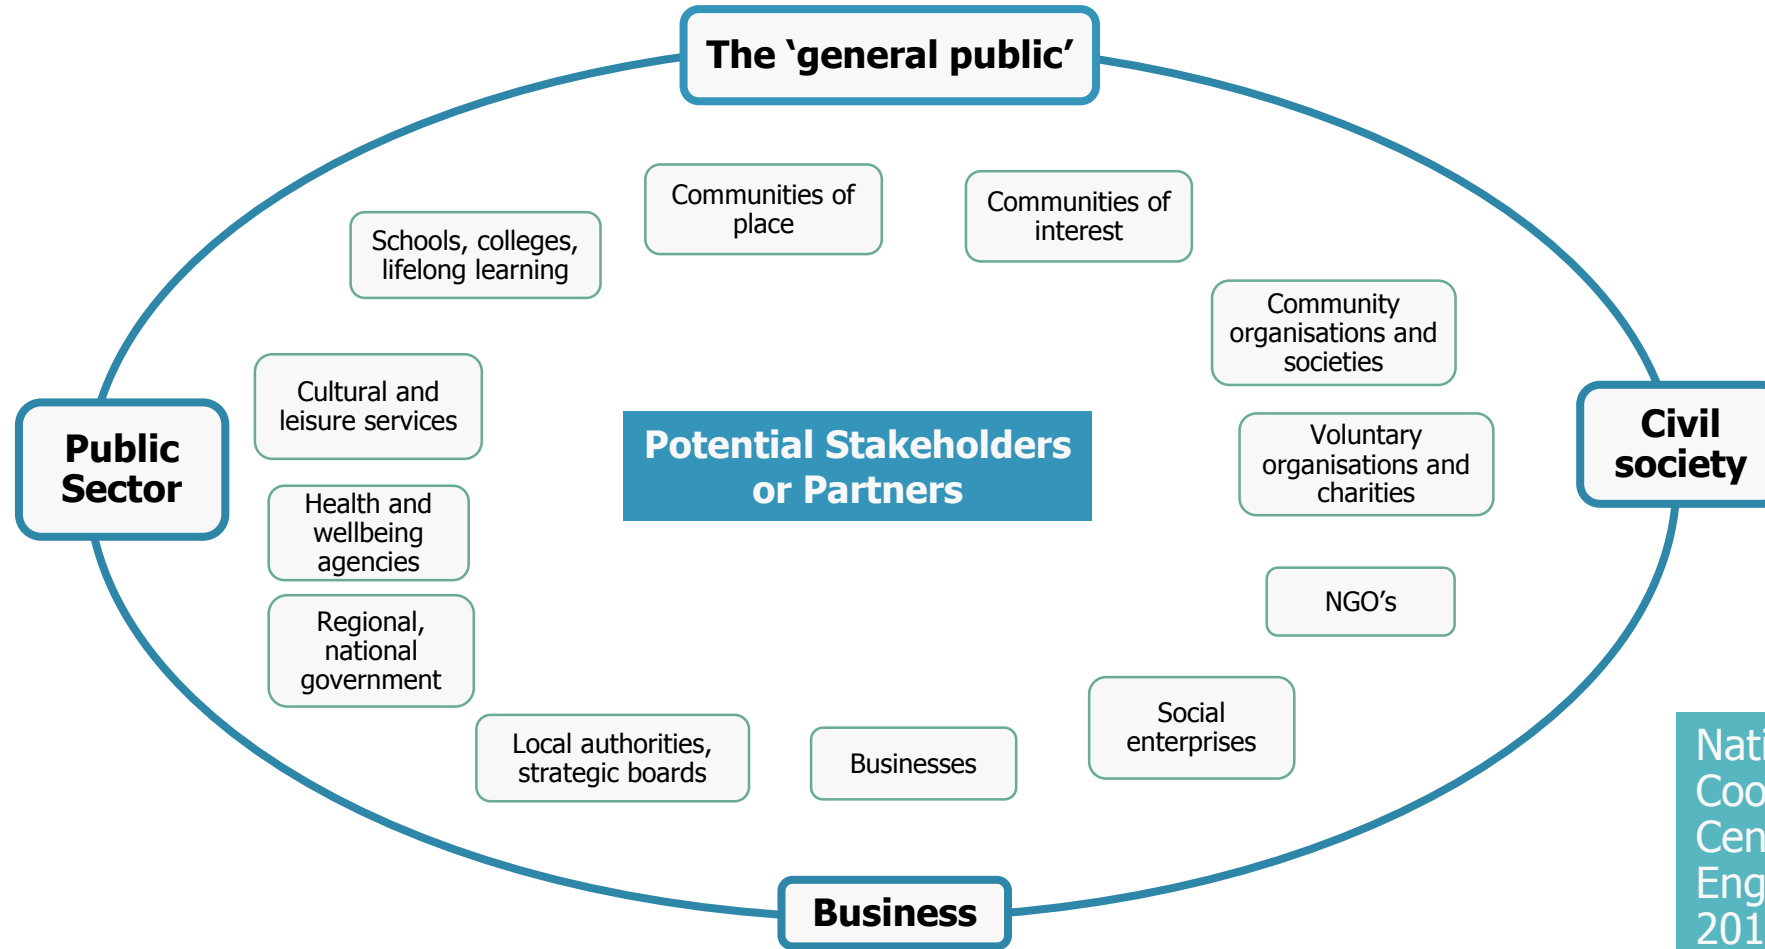 The ‘general public’
Communities of
place
Communities of
interest
Schools, colleges,
lifelong learning
Community
organisations and
societies
Cultural and
leisure services
Public
Sector
Potential Stakeholders
or Partners
Voluntary
organisations and
charities
Civil
society
Health and
wellbeing
agencies
NGO’s
Regional,
national
government
Social
enterprises
Local authorities,
strategic boards
Businesses
Business